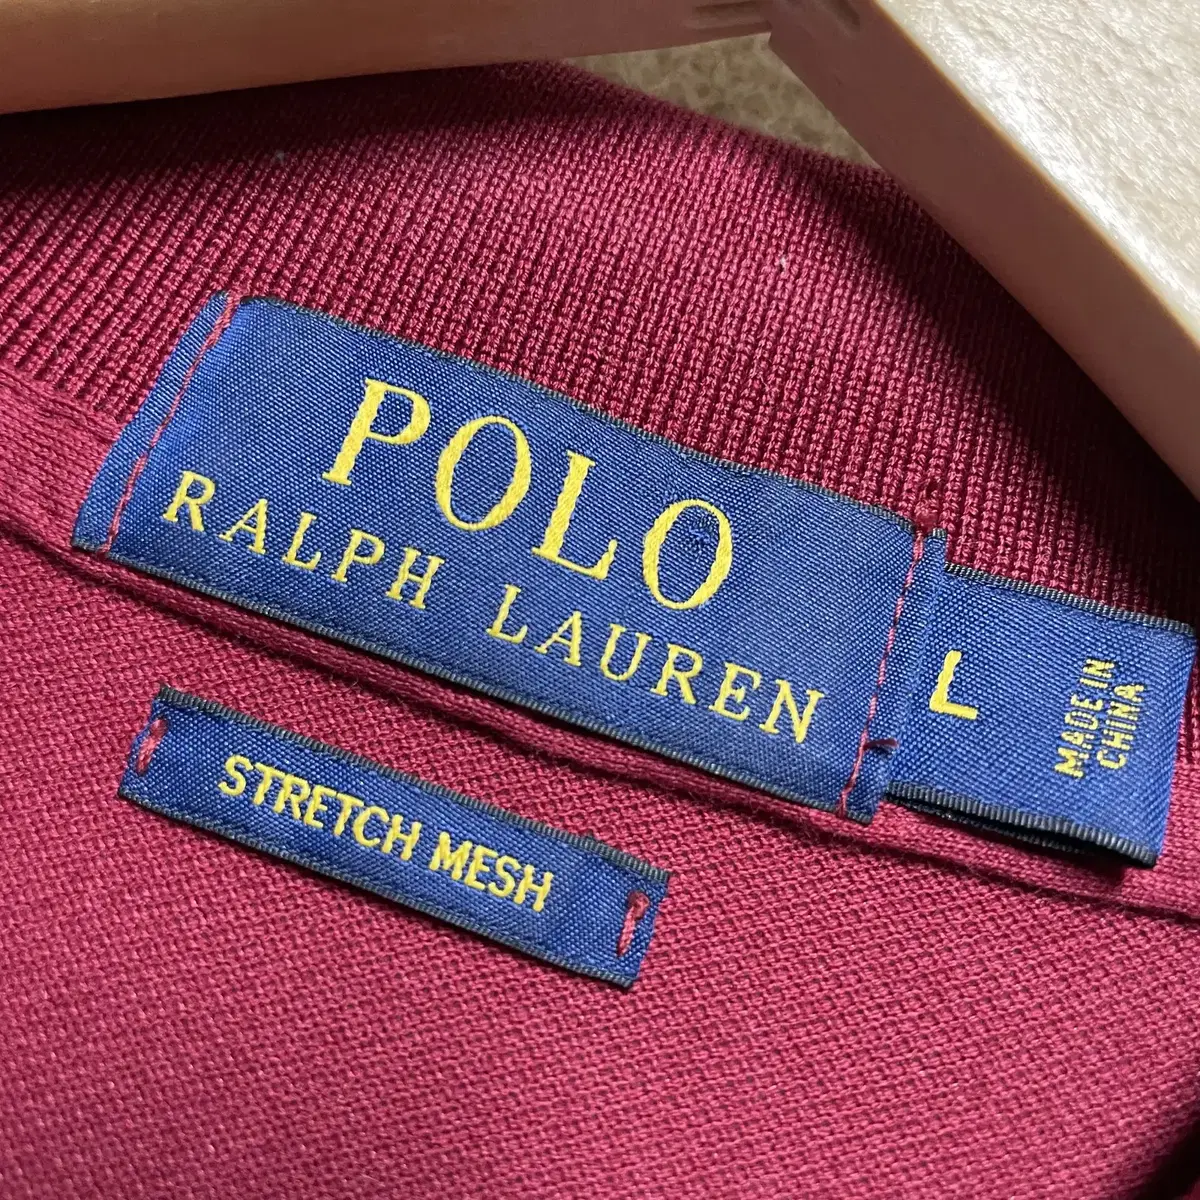 POLO
RALPH LAUREN
L
MADE IN
CHINA
STRETCH MESH